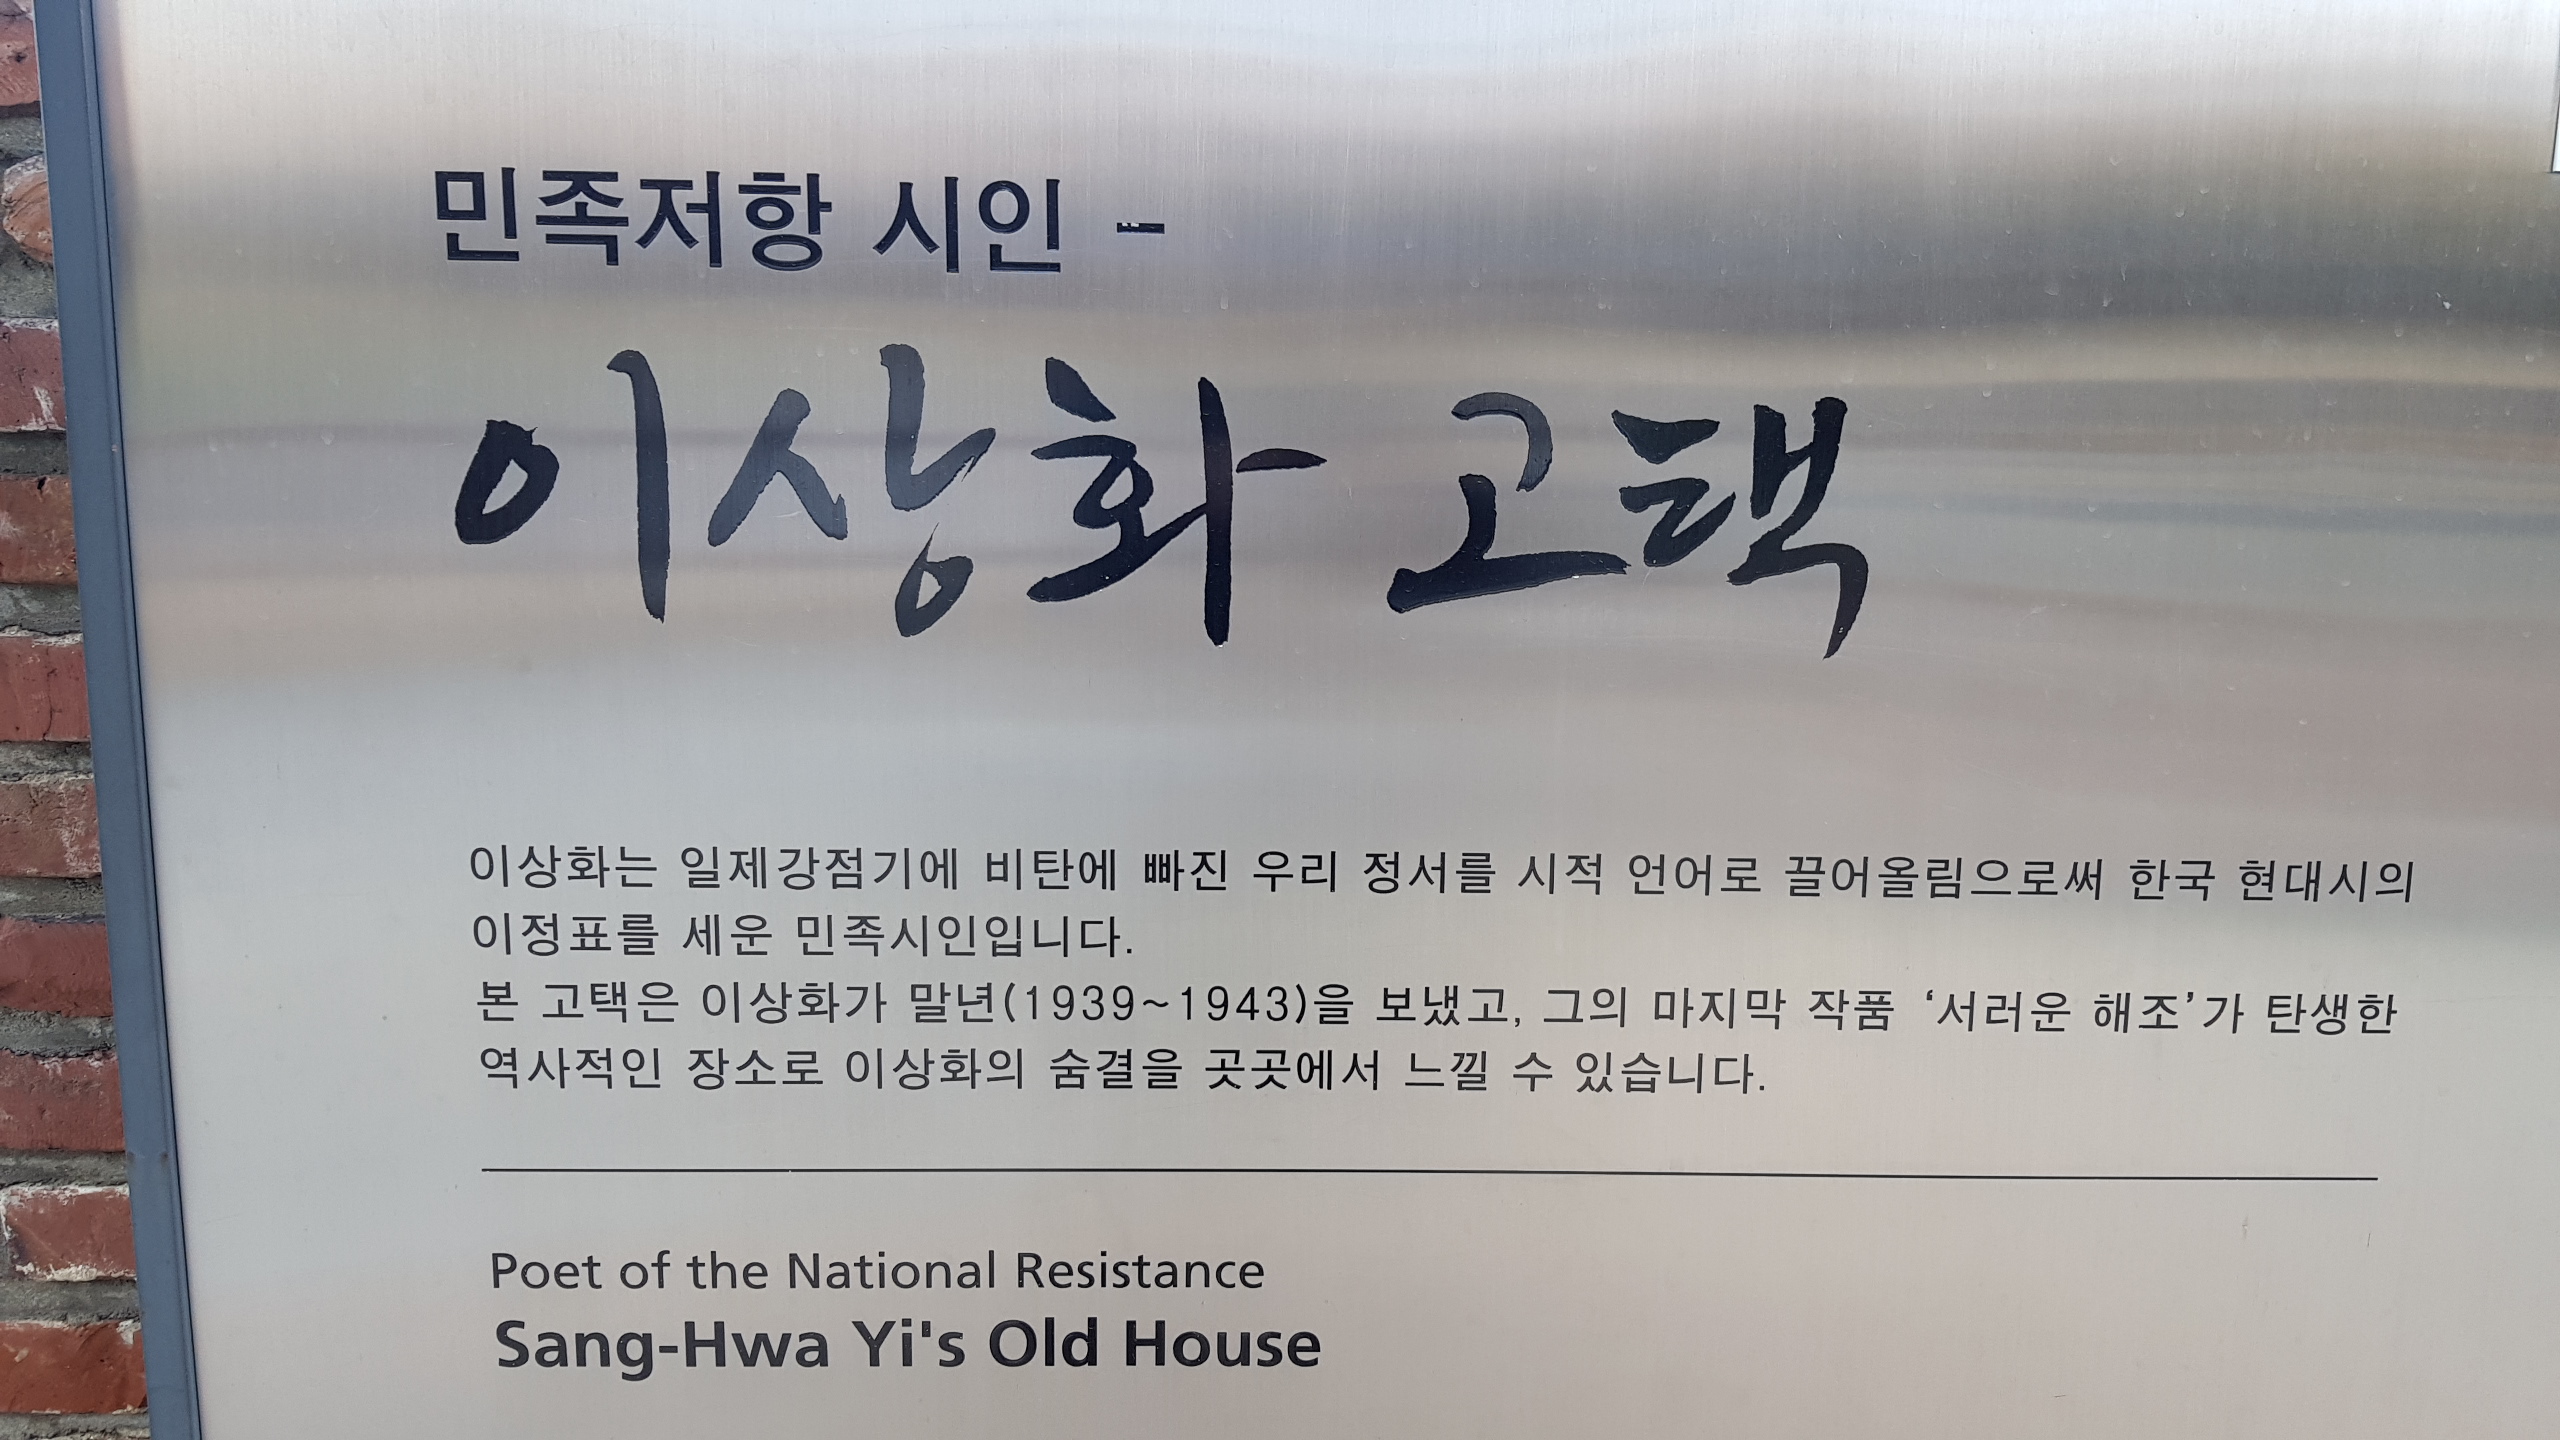 민족저항 시인 -
이상화 고택
이상화는 일제강점기에 비탄에 빠진 우리 정서를 시적 언어로 끌어올림으로써 한국 현대시의
이정표를 세운 민족시인입니다.
본 고택은 이상화가 말년(1939~1943)을 보냈고, 그의 마지막 작품 ‘서러운 해조’가 탄생한
역사적인 장소로 이상화의 숨결을 곳곳에서 느낄 수 있습니다.
Poet of the National Resistance
Sang-Hwa Yi's Old House